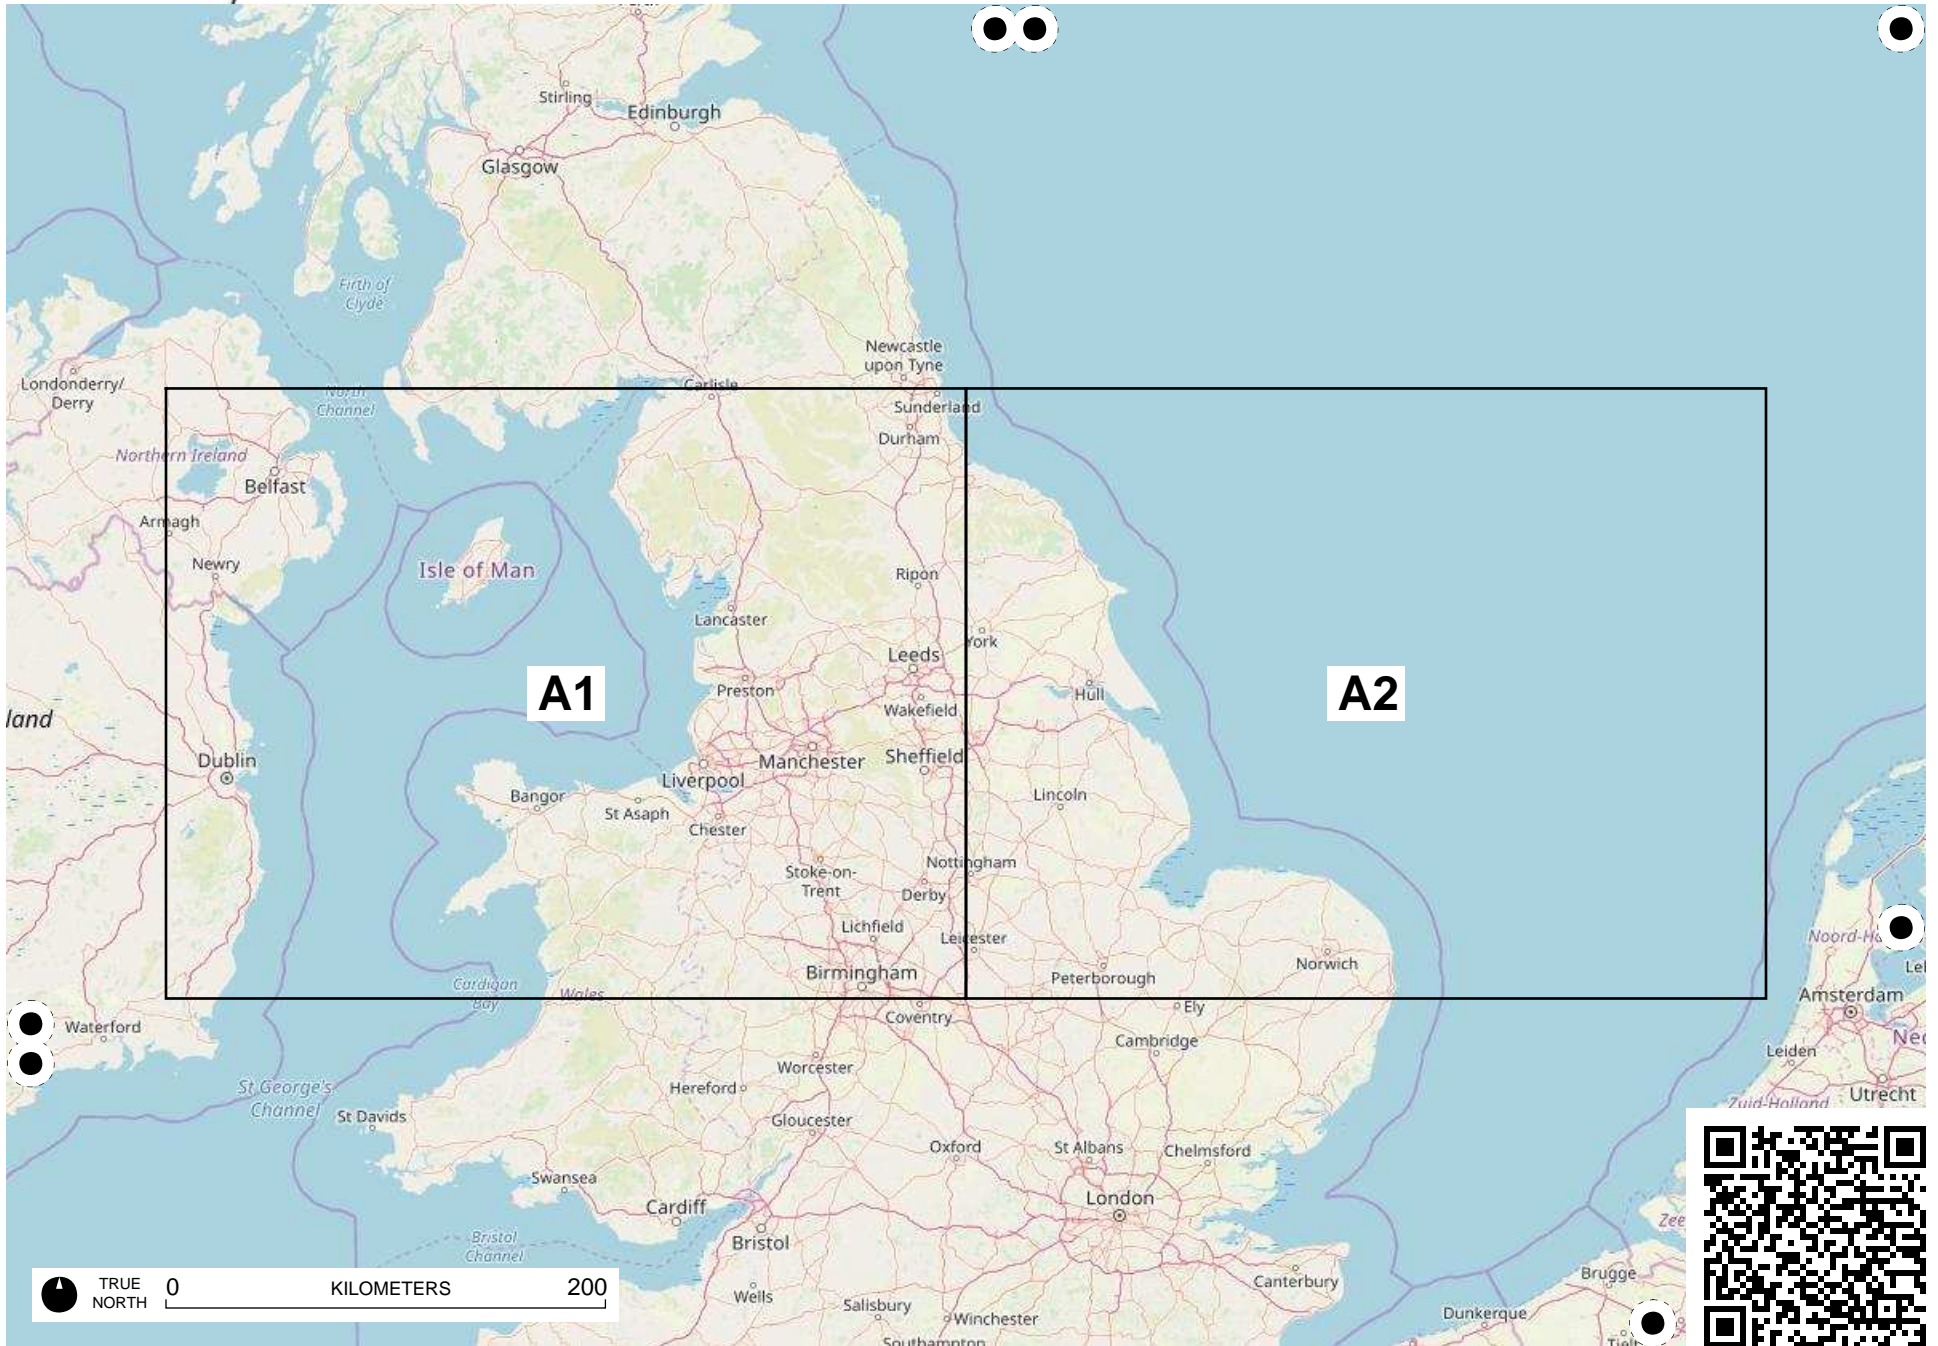 Stirling
Edinburgh
Glasgow
Firth of
Clyde
Newcastle
upon Tyne
Londonderry/
Derry
North
Channel
Carlisle
Sunderland
Durham
Northern Ireland
Belfast
Armagh
Newry
Isle of Man
Ripon
Lancaster
York
Leeds
A1
A2
Preston
Hull
Wakefield
land
Dublin
Manchester
Sheffield
Liverpool
Bangor
St Asaph
Lincoln
Chester
Nottingham
Stoke-on-
Trent
Derby
Lichfield
Leicester
Noord-Ho
Norwich
Birmingham
Peterborough
Lel
Cardigan
Bay
Wales
Amsterdam
Ely
Coventry
Waterford
Nec
Cambridge
Leiden
Worcester
Hereford
St George's
Channel
Utrecht
Zuid-Holland
St Davids
Gloucester
Oxford
St Albans
Chelmsford
Swansea
London
Cardiff
Zee
Bristol
Channel
Bristol
Brugge
Canterbury
TRUE
NORTH
0 KILOMETERS 200
Wells
Salisbury
Winchester
Dunkerque
Southampton
Tielt